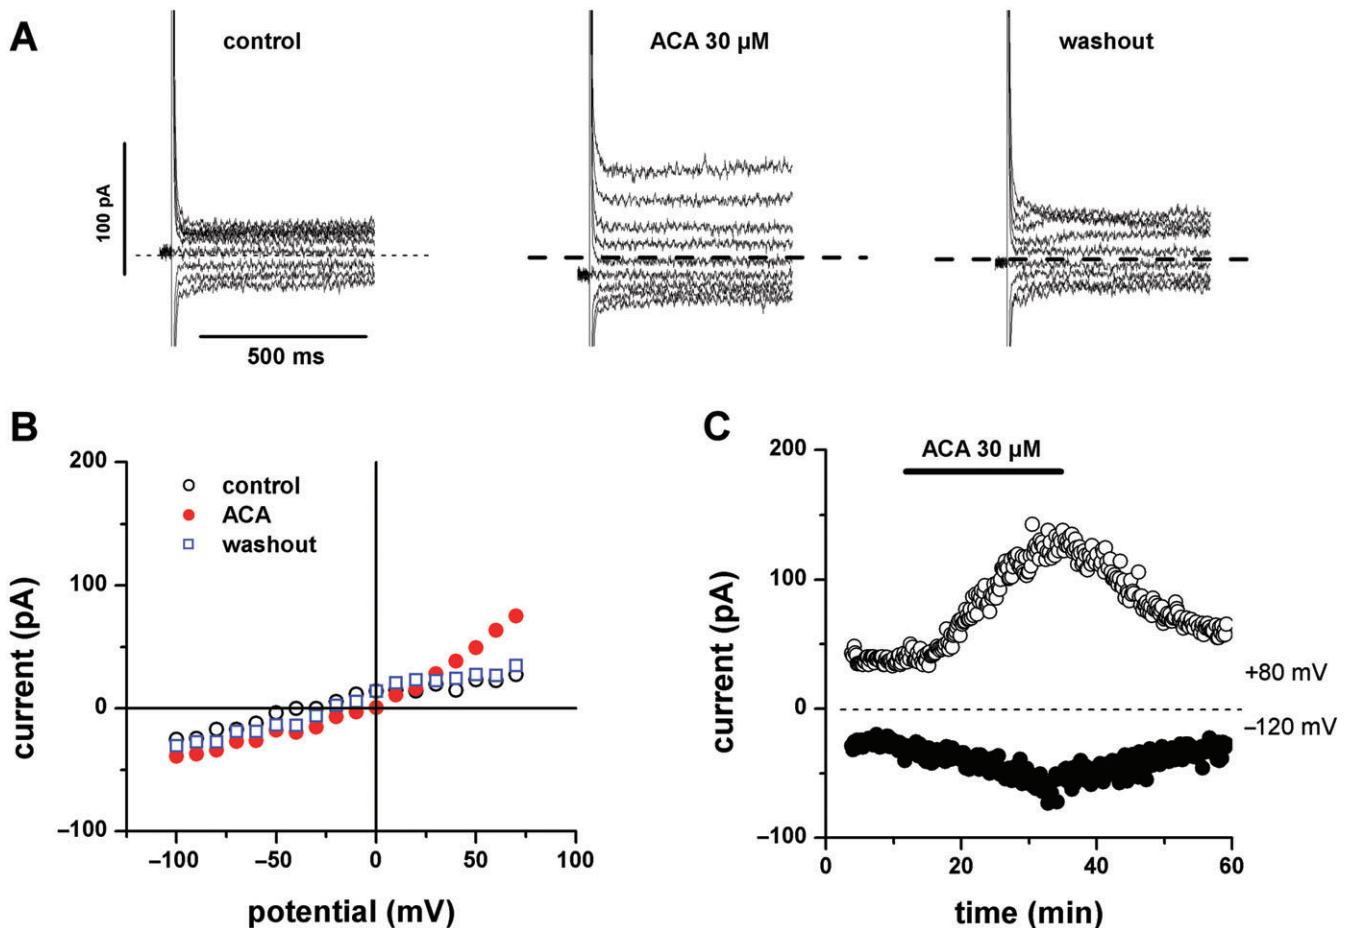 A
control
ACA 30 µM
washout
100 pA
500 ms
B
control
ACA
washout
200
100
0
−100
current (pA)
−100
−50
0
50
100
potential (mV)
C
ACA 30 µM
200
100
0
−100
current (pA)
+80 mV
−120 mV
0
20
40
60
time (min)